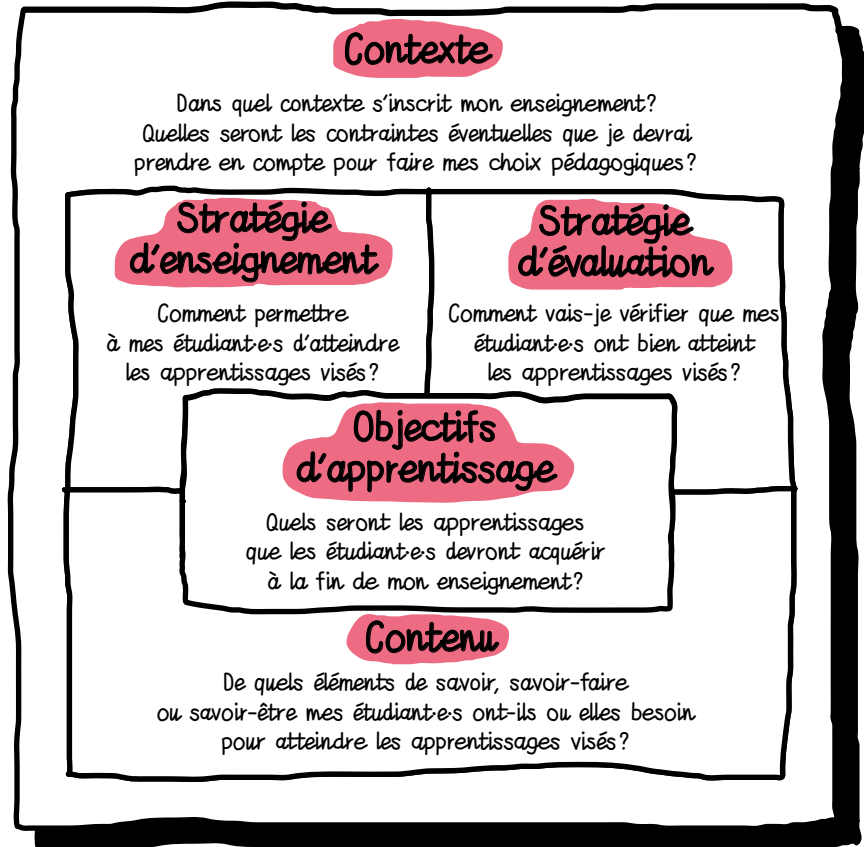 Contexte
Dans quel contexte s'inscrit mon enseignement?
Quelles seront les contraintes éventuelles que je devrai
prendre en compte pour faire mes choix pédagogiques?
Stratégie
d'enseignement
Comment permettre
à mes étudiant·e·s d'atteindre
les apprentissages visés?
Stratégie
d'évaluation
Comment vais-je vérifier que mes
étudiant·e·s ont bien atteint
les apprentissages visés?
Objectifs
d'apprentissage
Quels seront les apprentissages
que les étudiant·e·s devront acquérir
à la fin de mon enseignement?
Contenu
De quels éléments de savoir, savoir-faire
ou savoir-être mes étudiant·e·s ont-ils ou elles besoin
pour atteindre les apprentissages visés?